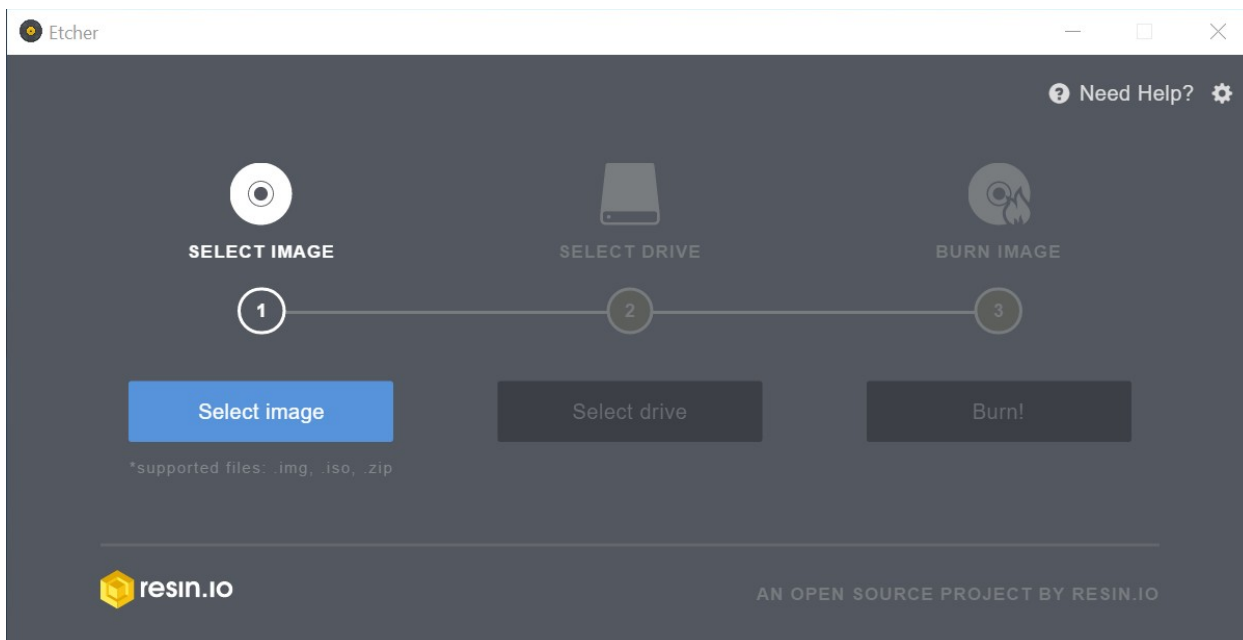 Etcher
Need Help?
SELECT IMAGE
SELECT DRIVE
BURN IMAGE
1
2
3
Select image
Select drive
Burn!
*supported files: .img, .iso, .zip
resin.io
AN OPEN SOURCE PROJECT BY RESIN.IO